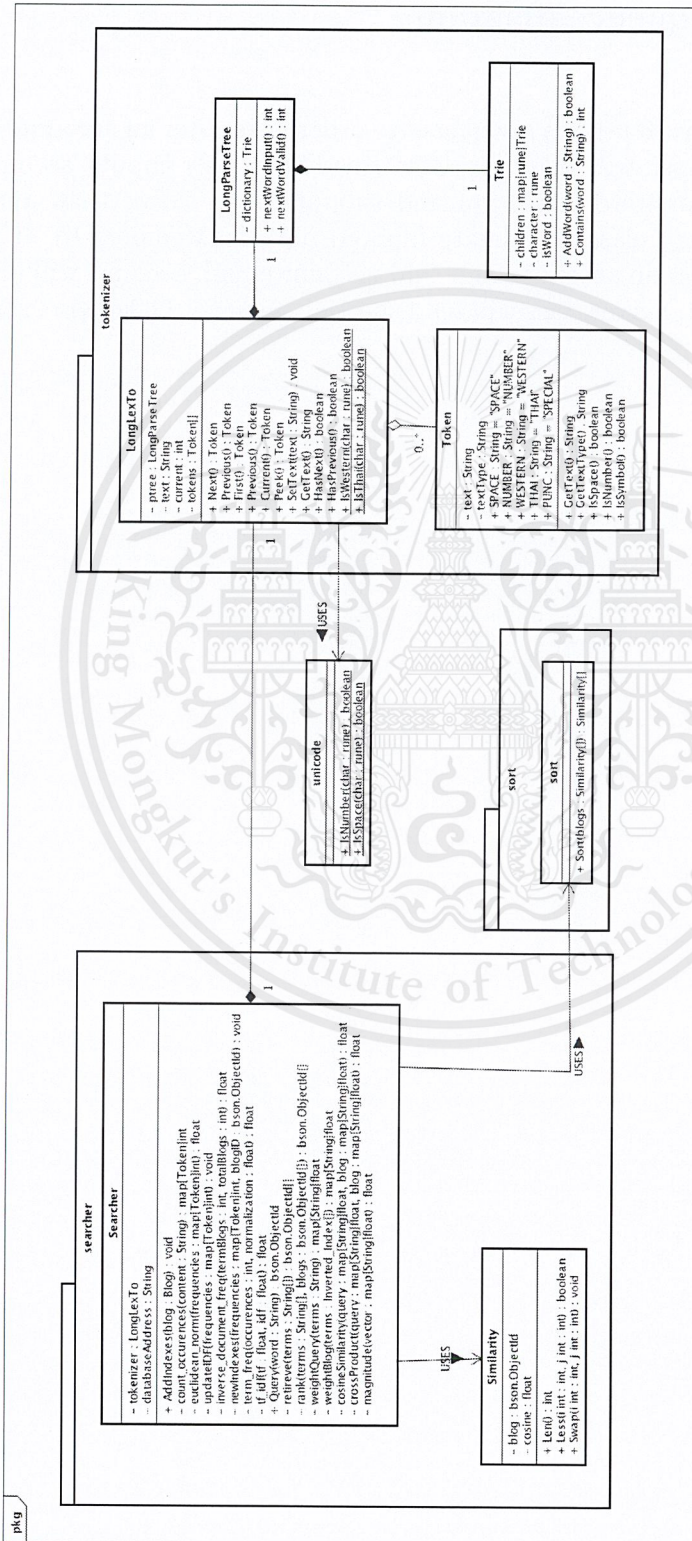 pkg
searcher
Searcher
- tokenizer : LongLexTo
- databaseAddress : String
+ AddIndexes(blog : Blog) : void
- count_occurences(content : String) : map[Token]int
- euclidean_norm(frequencies : map[Token]int) : float
- updateIDF(frequencies : map[Token]int) : void
- inverse_document_freq(termBlogs : int, totalBlogs : int) : float
- newIndexes(frequencies : map[Token]int, blogID : bson.ObjectId) : void
- term_freq(occurences : int, normalization : float) : float
- tf_idf(tf : float, idf : float) : float
+ Query(word : String) : bson.ObjectId
- retireve(terms : String[]) : bson.ObjectId[]
- rank(terms : String[], blogs : bson.ObjectId[]) : bson.ObjectId[]
- weightQuery(terms : String) : map[String]float
- weightBlog(terms : Inverted_Index[]) : map[String]float
- cosineSimilarity(query : map[String]float, blog : map[String]float) : float
- crossProduct(query : map[String]float, blog : map[String]float) : float
- magnitude(vector : map[String]float) : float
1
USES
Similarity
- blog : bson.ObjectId
- cosine : float
+ Len() : int
+ Less(i int : int, j int : int) : boolean
+ Swap(i int : int, j int : int) : void
USES
sort
sort
+ Sort(blogs : Similarity[]) : Similarity[]
unicode
+ IsNumber(char : rune) : boolean
+ IsSpace(char : rune) : boolean
USES
tokenizer
LongLexTo
- ptree : LongParseTree
- text : String
- current : int
- tokens : Token[]
+ Next() : Token
+ Previous() : Token
+ First() : Token
+ Previous() : Token
+ Current() : Token
+ Peek() : Token
+ SetText(text : String) : void
+ GetText() : String
+ HasNext() : boolean
+ HasPrevious() : boolean
+ IsWestern(char : rune) : boolean
+ IsThai(char : rune) : boolean
1
1
LongParseTree
- dictionary : Trie
+ nextWordInput() : int
+ nextWordValid() : int
0..*
Token
- text : String
- textType : String
+ SPACE : String = "SPACE"
+ NUMBER : String = "NUMBER"
+ WESTERN : String = "WESTERN"
+ THAI : String = "THAI"
+ PUNC : String = "SPECIAL"
+ GetText() : String
+ GetTextType() : String
+ IsSpace() : boolean
+ IsNumber() : boolean
+ IsSymbol() : boolean
1
Trie
- children : map[rune]Trie
- character : rune
- isWord : boolean
+ AddWord(word : String) : boolean
+ Contains(word : String) : int
King Mongkut's Institute of Technolo